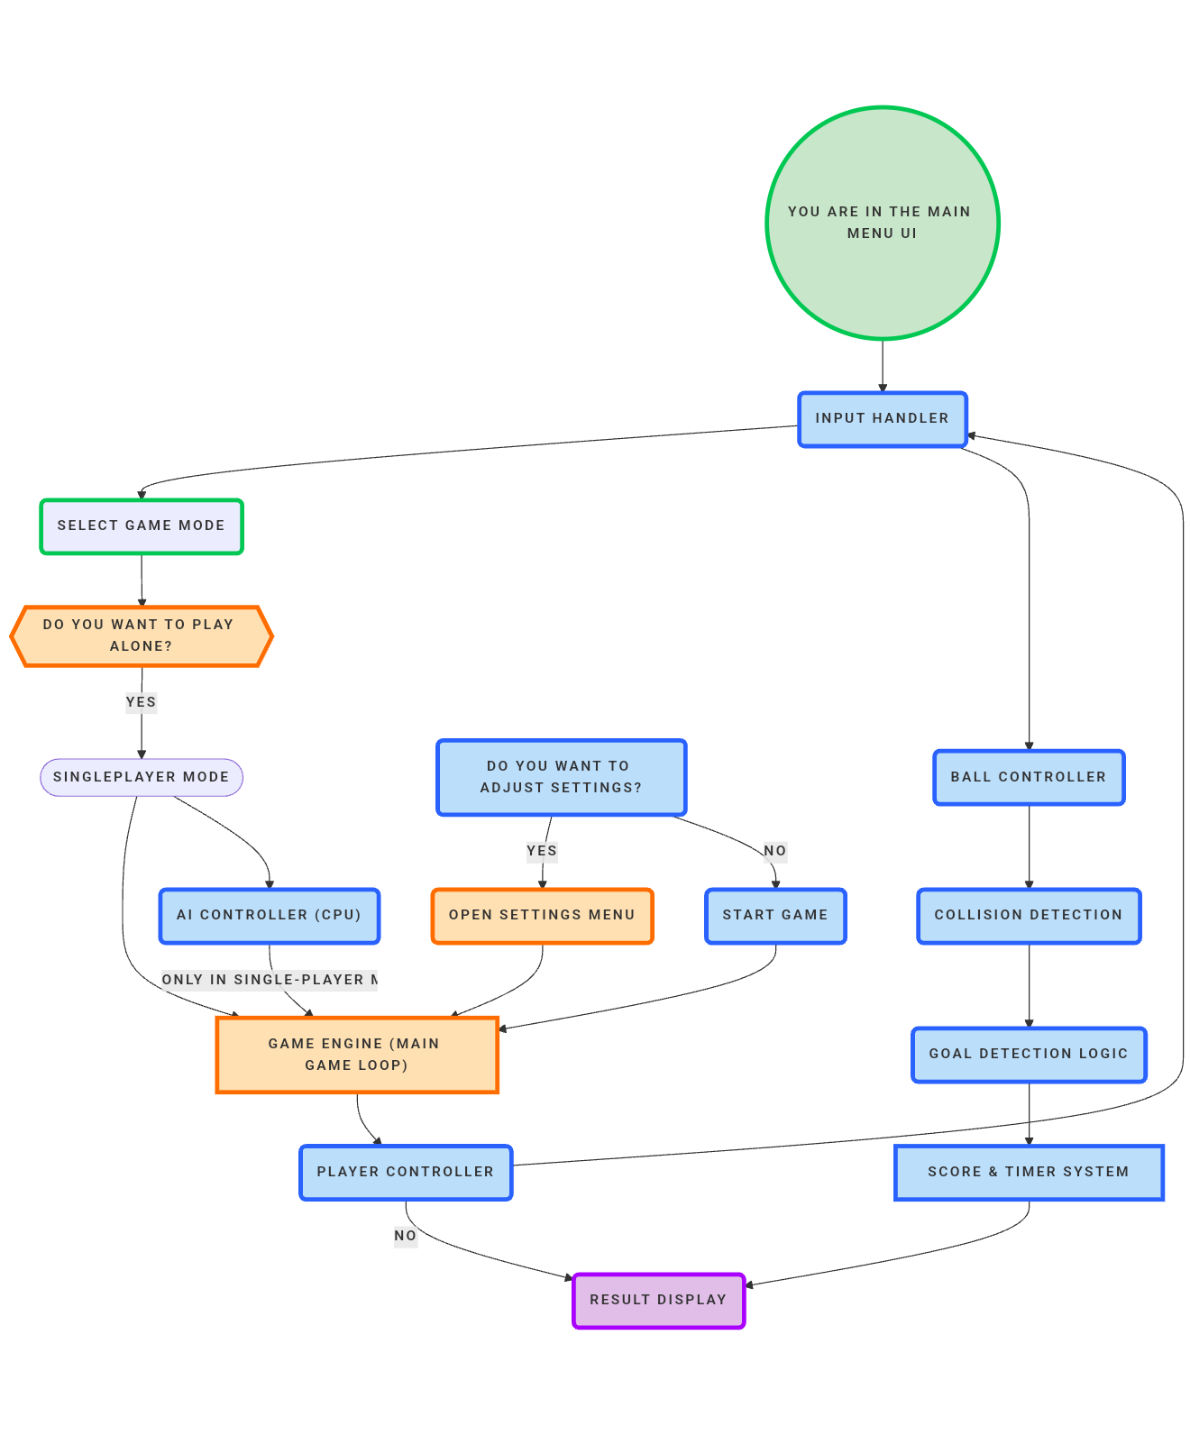 YOU ARE IN THE MAIN
MENU UI
INPUT HANDLER
SELECT GAME MODE
DO YOU WANT TO PLAY
ALONE?
YES
SINGLEPLAYER MODE
DO YOU WANT TO
ADJUST SETTINGS?
BALL CONTROLLER
YES
NO
AI CONTROLLER (CPU)
OPEN SETTINGS MENU
START GAME
COLLISION DETECTION
ONLY IN SINGLE-PLAYER
GAME ENGINE (MAIN
GAME LOOP)
GOAL DETECTION LOGIC
PLAYER CONTROLLER
SCORE & TIMER SYSTEM
NO
RESULT DISPLAY